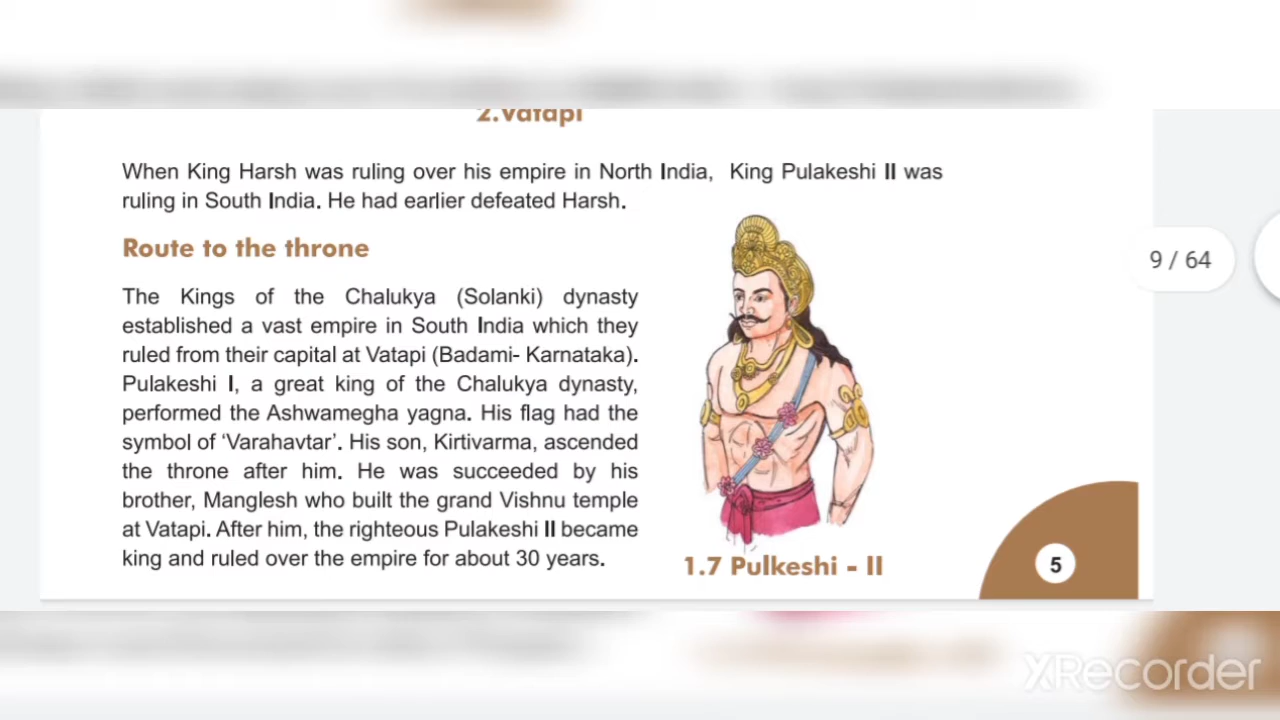 2.Vatapi
When King Harsh was ruling over his empire in North India, King Pulakeshi II was
ruling in South India. He had earlier defeated Harsh.
Route to the throne
The Kings of the Chalukya (Solanki) dynasty
established a vast empire in South India which they
ruled from their capital at Vatapi (Badami- Karnataka).
Pulakeshi I, a great king of the Chalukya dynasty,
performed the Ashwamegha yagna. His flag had the
symbol of ‘Varahavtar’. His son, Kirtivarma, ascended
the throne after him. He was succeeded by his
brother, Manglesh who built the grand Vishnu temple
at Vatapi. After him, the righteous Pulakeshi II became
king and ruled over the empire for about 30 years.
1.7 Pulkeshi - II
5
9 / 64
XRecorder